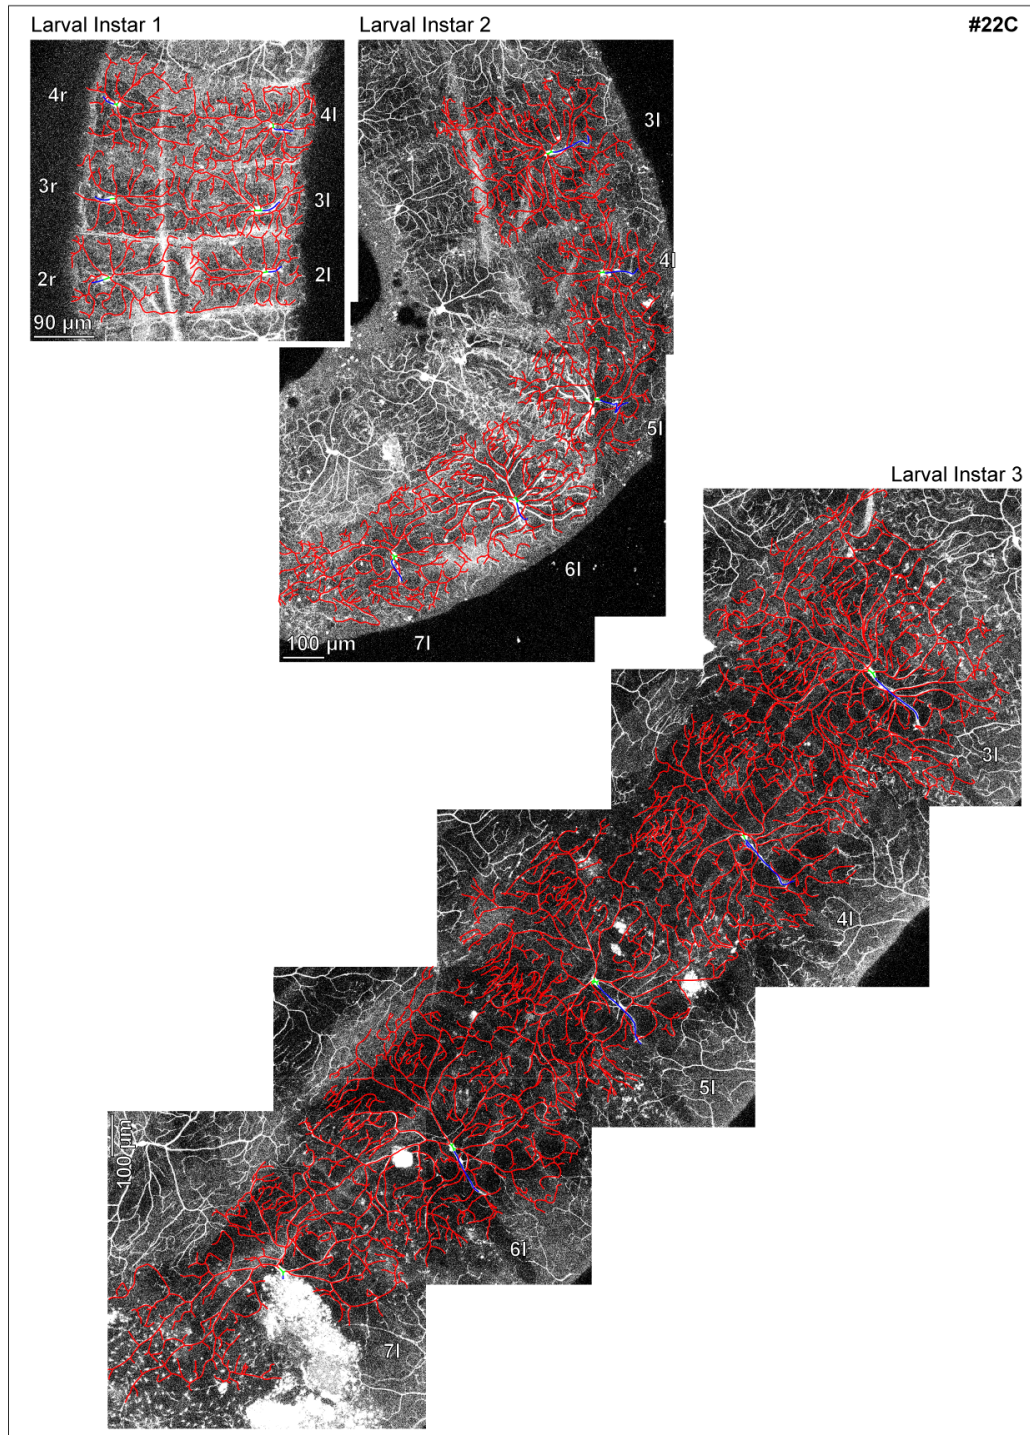 Larval Instar 1
Larval Instar 2
#22C
4r
4l
3r
3l
2r
2l
90 µm
3l
4l
5l
6l
7l
100 µm
Larval Instar 3
3l
4l
5l
6l
7l
100 µm